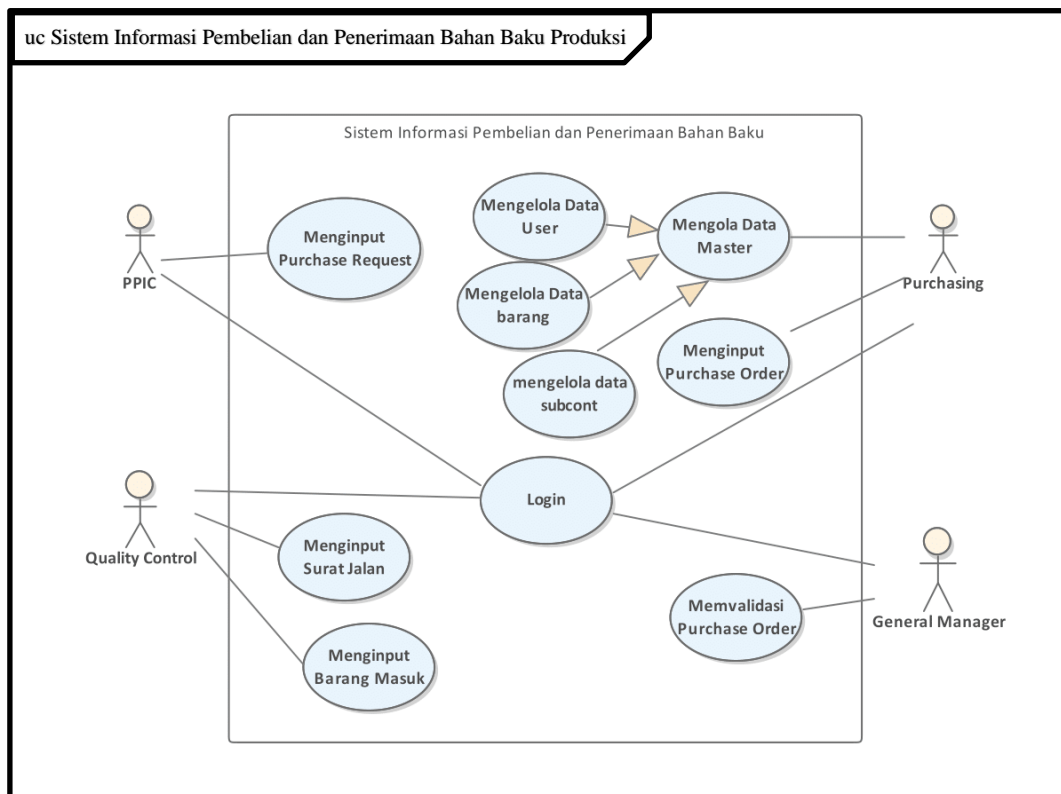 uc Sistem Informasi Pembelian dan Penerimaan Bahan Baku Produksi
Sistem Informasi Pembelian dan Penerimaan Bahan Baku
Menginput
Purchase Request
Mengelola Data
User
Mengola Data
Master
PPIC
Mengelola Data
barang
Purchasing
Menginput
Purchase Order
mengelola data
subcont
Login
Quality Control
Menginput
Surat Jalan
Memvalidasi
Purchase Order
General Manager
Menginput
Barang Masuk